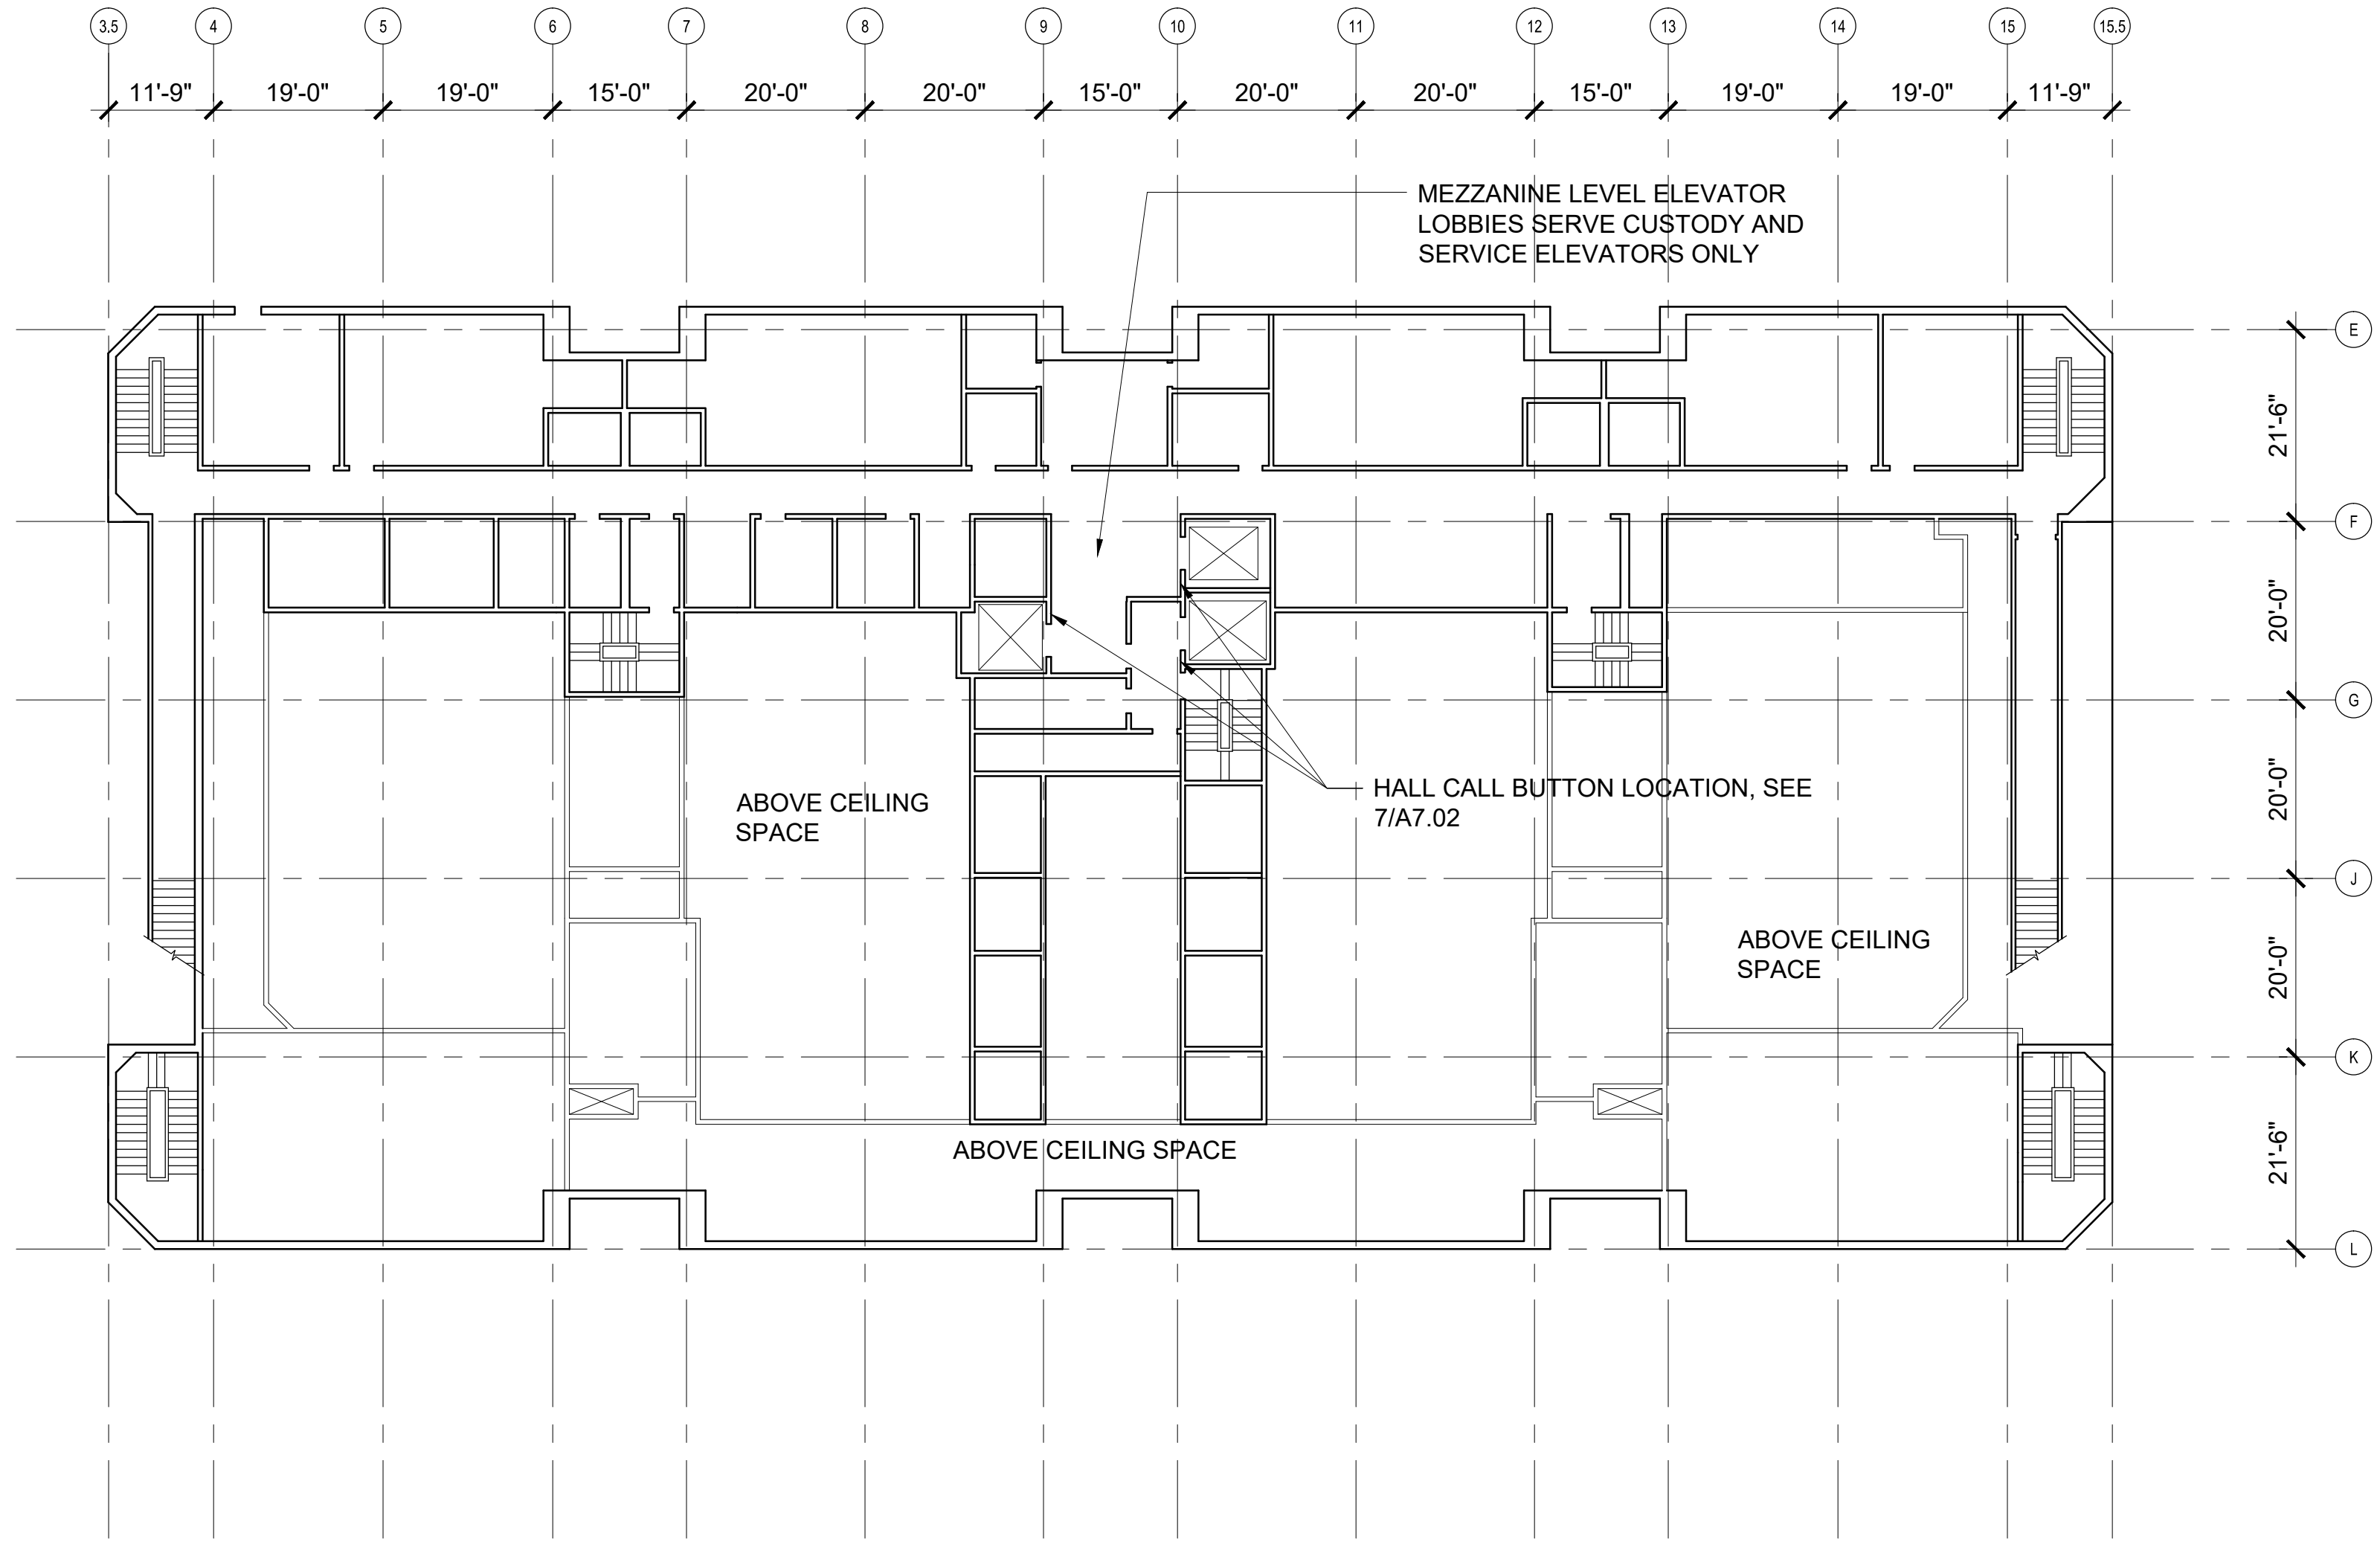 3.5 4 5 6 7 8 9 10 11 12 13 14 15 15.5
11'-9" 19'-0" 19'-0" 15'-0" 20'-0" 20'-0" 15'-0" 20'-0" 20'-0" 15'-0" 19'-0" 19'-0" 11'-9"
MEZZANINE LEVEL ELEVATOR
LOBBIES SERVE CUSTODY AND
SERVICE ELEVATORS ONLY
E
21'-6"
F
20'-0"
G
20'-0"
HALL CALL BUTTON LOCATION, SEE
7/A7.02
ABOVE CEILING
SPACE
J
ABOVE CEILING
SPACE
20'-0"
K
21'-6"
ABOVE CEILING SPACE
L